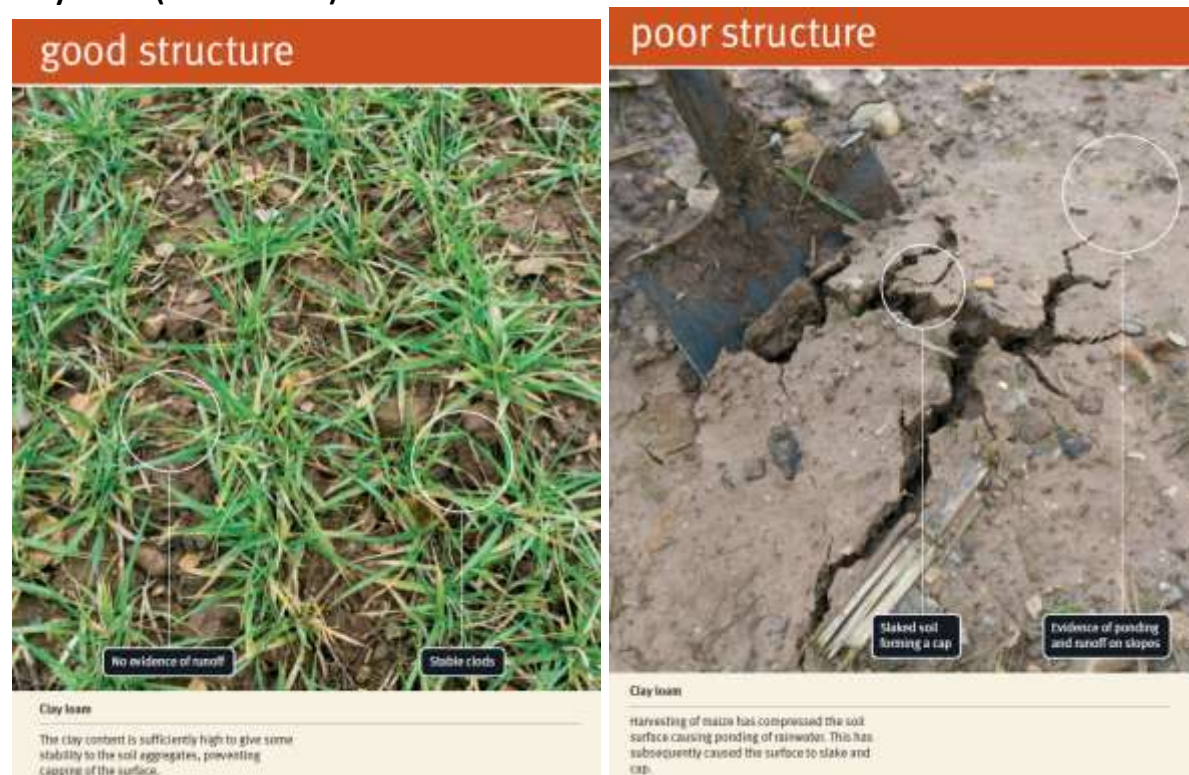 good structure
No evidence of runoff
Stable clods
Clay loam
The clay content is sufficiently high to give some
stability to the soil aggregates, preventing
capping of the surface.
poor structure
Slaked soil
forming a cap
Evidence of ponding
and runoff on slopes
Clay loam
Harvesting of maize has compressed the soil
surface causing ponding of rainwater. This has
subsequently caused the surface to slake and
cap.